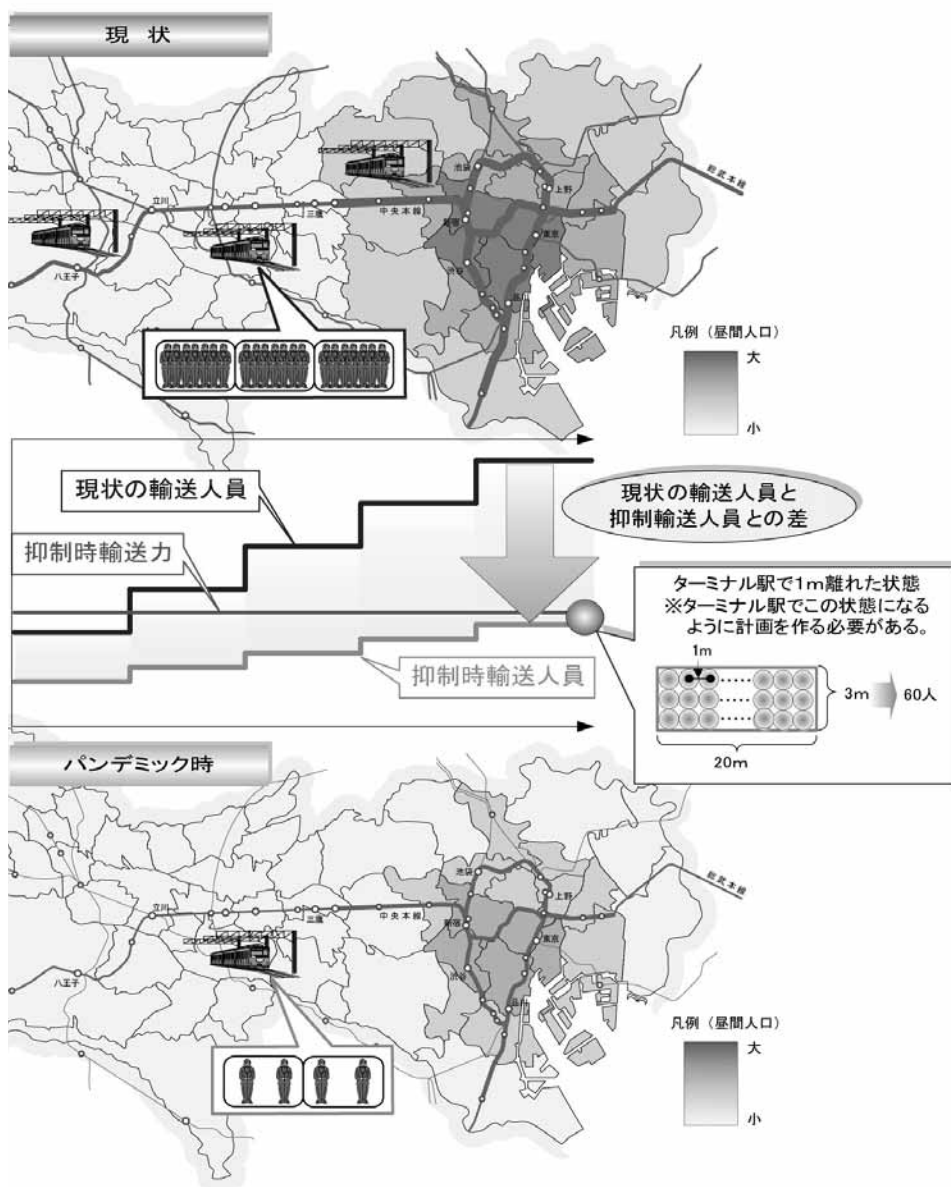 現 状
池袋
上野
総武本線
立川
三鷹
中央本線
新宿
東京
八王子
渋谷
品川
凡例（昼間人口）
大
小
現状の輸送人員
現状の輸送人員と
抑制輸送人員との差
抑制時輸送力
ターミナル駅で1m離れた状態
※ターミナル駅でこの状態になる
ように計画を作る必要がある。
1m
3m
60人
20m
抑制時輸送人員
パンデミック時
池袋
上野
総武本線
立川
三鷹
中央本線
新宿
東京
八王子
渋谷
品川
凡例（昼間人口）
大
小